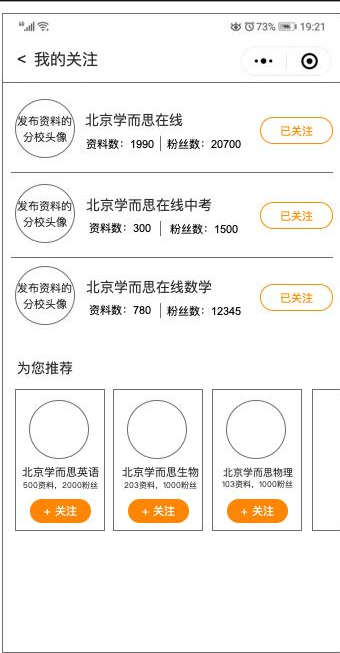 73% 19:21
< 我的关注
发布资料的
分校头像
北京学而思在线
资料数：1990 粉丝数：20700
已关注
发布资料的
分校头像
北京学而思在线中考
资料数：300 粉丝数：1500
已关注
发布资料的
分校头像
北京学而思在线数学
资料数：780 粉丝数：12345
已关注
为您推荐
北京学而思英语
500资料，2000粉丝
+ 关注
北京学而思生物
203资料，1000粉丝
+ 关注
北京学而思物理
103资料，1000粉丝
+ 关注